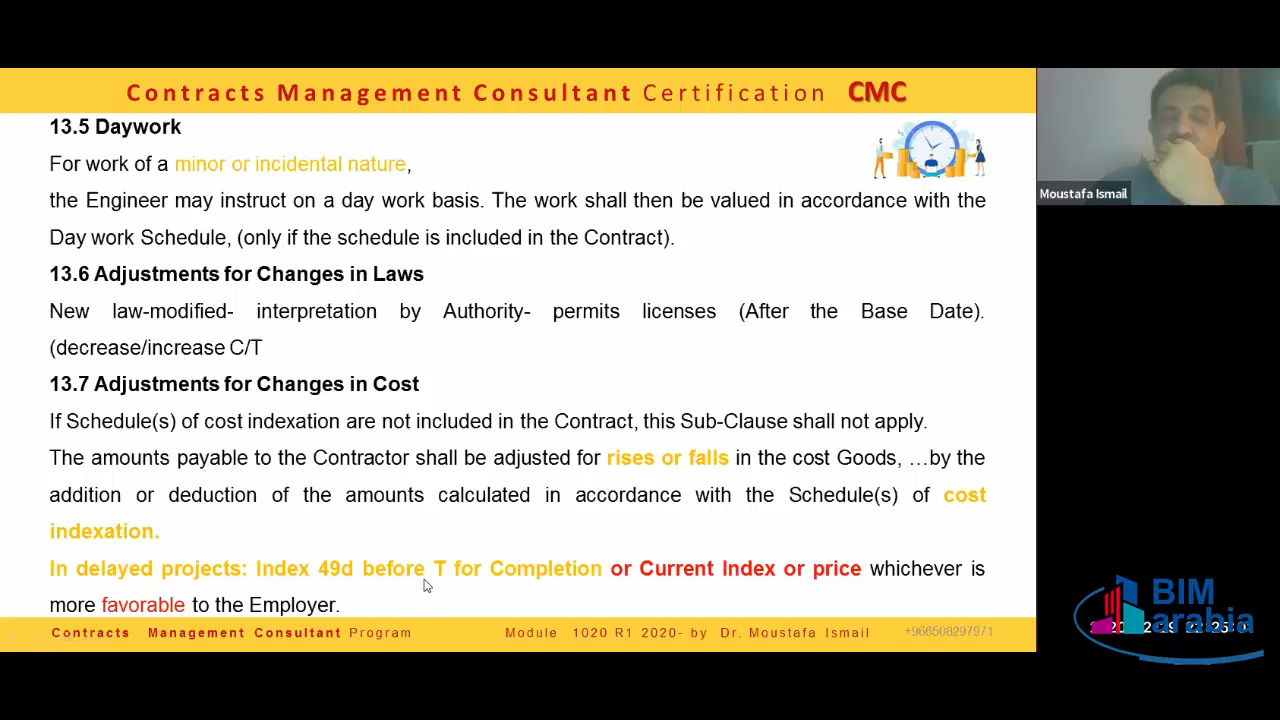 Contracts Management Consultant Certification CMC
13.5 Daywork
For work of a minor or incidental nature,
the Engineer may instruct on a day work basis. The work shall then be valued in accordance with the
Day work Schedule, (only if the schedule is included in the Contract).
13.6 Adjustments for Changes in Laws
New law-modified- interpretation by Authority- permits licenses (After the Base Date).
(decrease/increase C/T
13.7 Adjustments for Changes in Cost
If Schedule(s) of cost indexation are not included in the Contract, this Sub-Clause shall not apply.
The amounts payable to the Contractor shall be adjusted for rises or falls in the cost Goods, …by the
addition or deduction of the amounts calculated in accordance with the Schedule(s) of cost
indexation.
In delayed projects: Index 49d before T for Completion or Current Index or price whichever is
more favorable to the Employer.
Contracts Management Consultant Program Module 1020 R1 2020- by Dr. Moustafa Ismail +966508297971
Moustafa Ismail
BIM
arabia